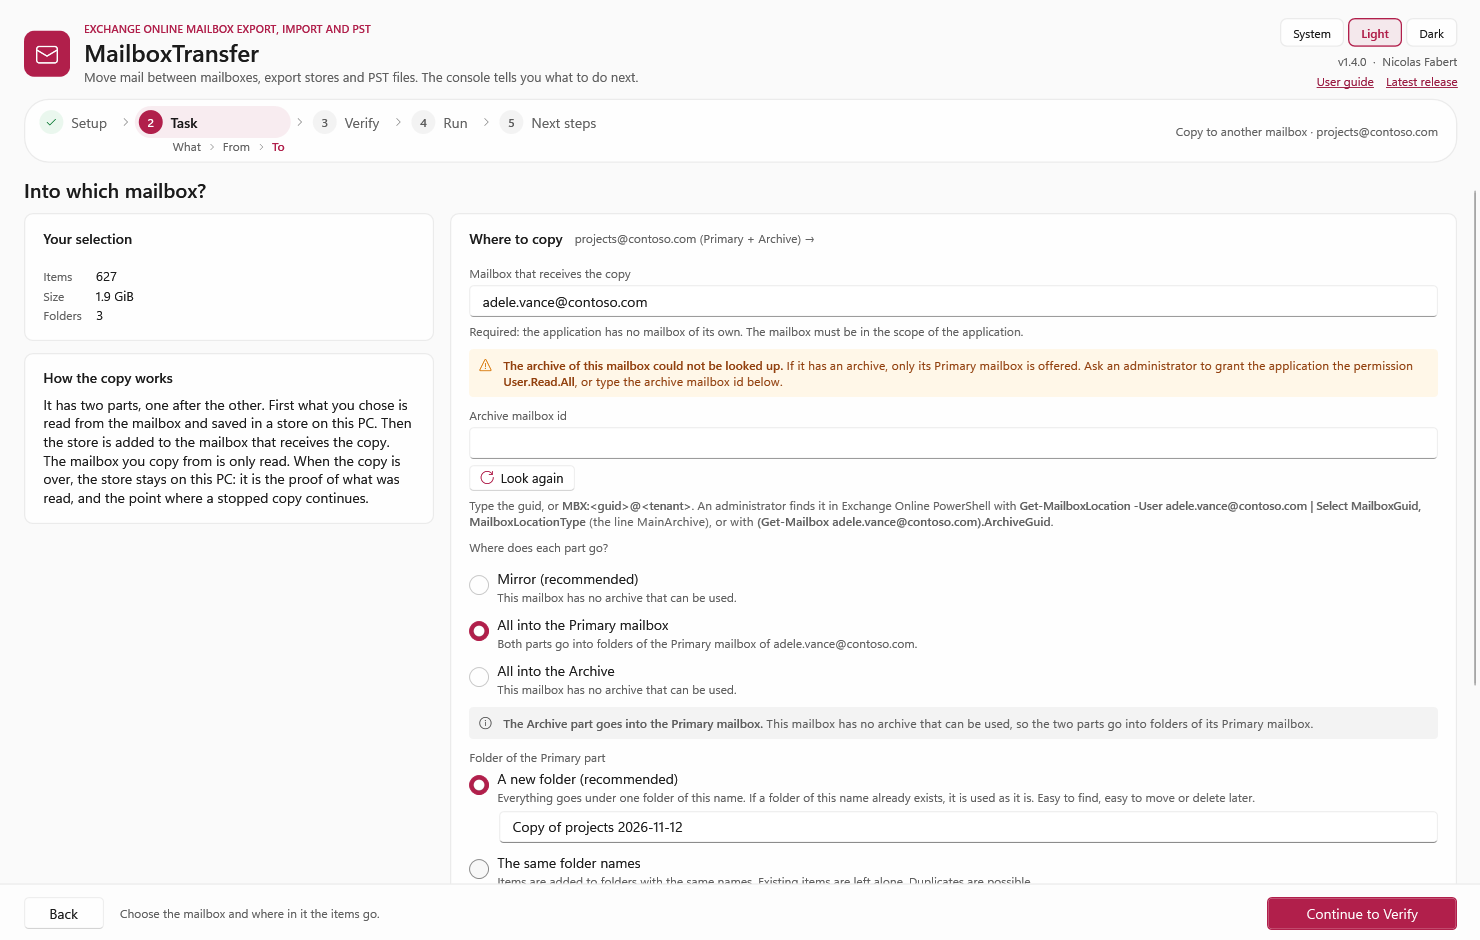 EXCHANGE ONLINE MAILBOX EXPORT, IMPORT AND PST
MailboxTransfer
Move mail between mailboxes, export stores and PST files. The console tells you what to do next.
System
Light
Dark
v1.4.0 · Nicolas Fabert
User guide
Latest release
Setup
2
Task
3
Verify
4
Run
5
Next steps
What
From
To
Copy to another mailbox · projects@contoso.com
Into which mailbox?
Your selection
Items 627
Size 1.9 GiB
Folders 3
How the copy works
It has two parts, one after the other. First what you chose is
read from the mailbox and saved in a store on this PC. Then
the store is added to the mailbox that receives the copy.
The mailbox you copy from is only read. When the copy is
over, the store stays on this PC: it is the proof of what was
read, and the point where a stopped copy continues.
Where to copy projects@contoso.com (Primary + Archive) →
Mailbox that receives the copy
adele.vance@contoso.com
Required: the application has no mailbox of its own. The mailbox must be in the scope of the application.
The archive of this mailbox could not be looked up. If it has an archive, only its Primary mailbox is offered. Ask an administrator to grant the application the permission
User.Read.All, or type the archive mailbox id below.
Archive mailbox id
Look again
Type the guid, or MBX:<guid>@<tenant>. An administrator finds it in Exchange Online PowerShell with Get-MailboxLocation -User adele.vance@contoso.com | Select MailboxGuid,
MailboxLocationType (the line MainArchive), or with (Get-Mailbox adele.vance@contoso.com).ArchiveGuid.
Where does each part go?
Mirror (recommended)
This mailbox has no archive that can be used.
All into the Primary mailbox
Both parts go into folders of the Primary mailbox of adele.vance@contoso.com.
All into the Archive
This mailbox has no archive that can be used.
The Archive part goes into the Primary mailbox. This mailbox has no archive that can be used, so the two parts go into folders of its Primary mailbox.
Folder of the Primary part
A new folder (recommended)
Everything goes under one folder of this name. If a folder of this name already exists, it is used as it is. Easy to find, easy to move or delete later.
Copy of projects 2026-11-12
The same folder names
Items are added to folders with the same names. Existing items are left alone. Duplicates are possible.
Back
Choose the mailbox and where in it the items go.
Continue to Verify